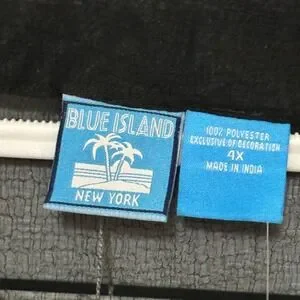 BLUE ISLAND
NEW YORK
100% POLYESTER
EXCLUSIVE OF DECORATION
4X
MADE IN INDIA